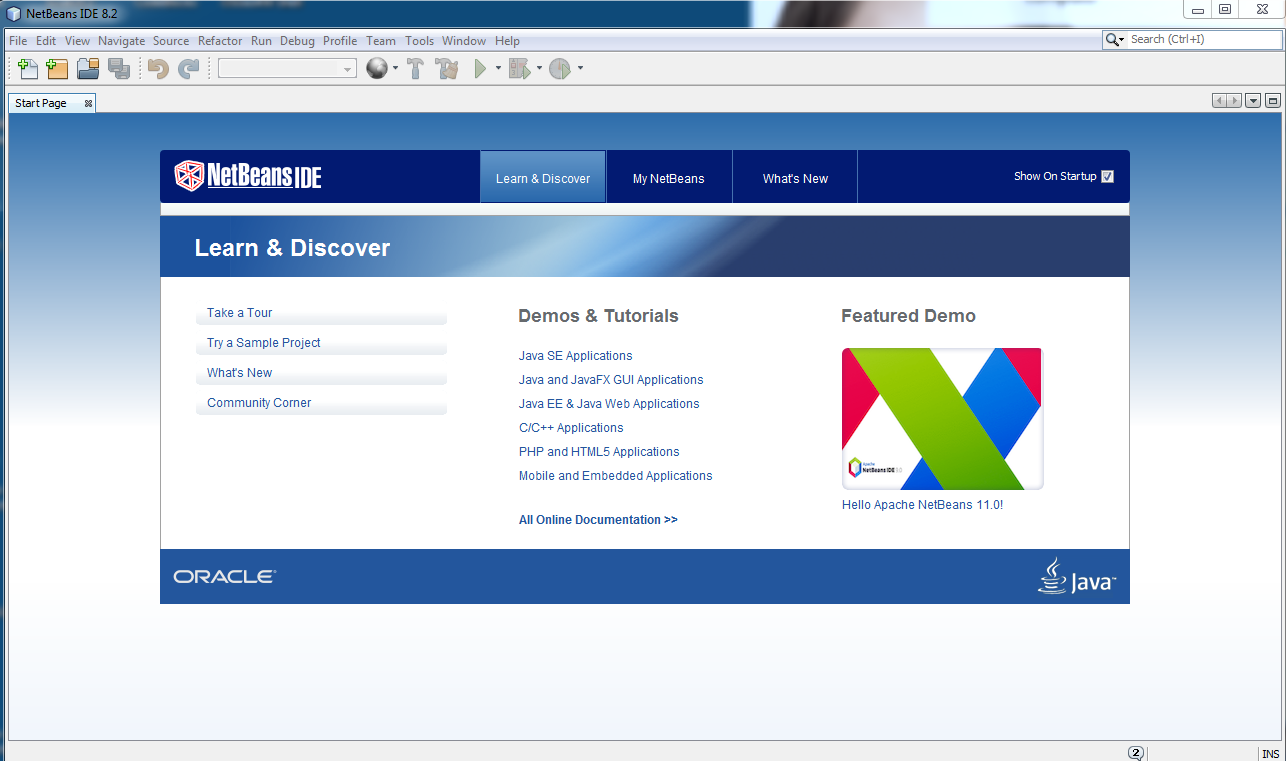 NetBeans IDE 8.2
File Edit View Navigate Source Refactor Run Debug Profile Team Tools Window Help
Search (Ctrl+I)
Start Page
NetBeans IDE
Learn & Discover
My NetBeans
What's New
Show On Startup
Learn & Discover
Take a Tour
Try a Sample Project
What's New
Community Corner
Demos & Tutorials
Java SE Applications
Java and JavaFX GUI Applications
Java EE & Java Web Applications
C/C++ Applications
PHP and HTML5 Applications
Mobile and Embedded Applications
All Online Documentation >>
Featured Demo
Apache
NetBeans IDE
Hello Apache NetBeans 11.0!
ORACLE
Java™
2
INS